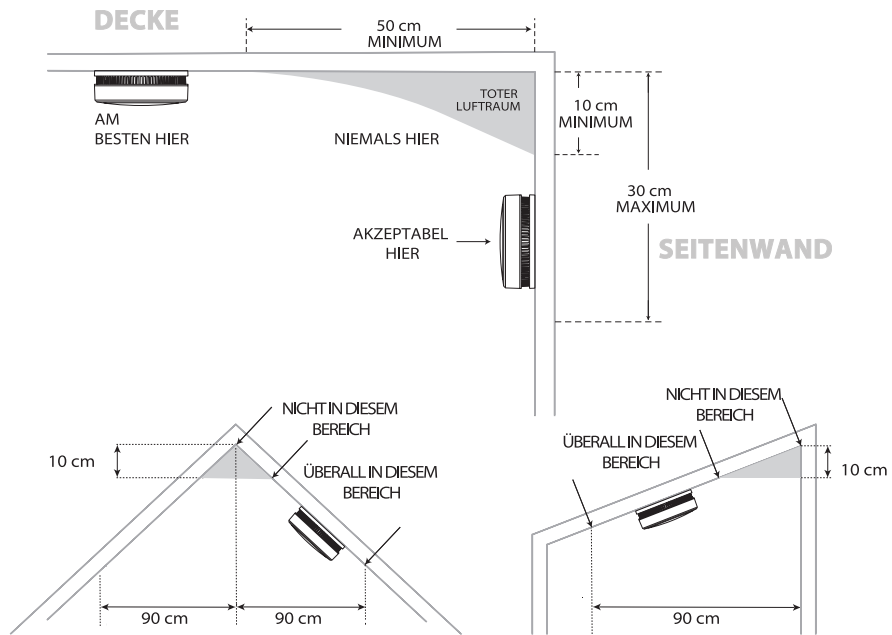 DECKE
50 cm
MINIMUM
TOTER
LUFTRAUM
10 cm
MINIMUM
AM
BESTEN HIER
NIEMALS HIER
30 cm
MAXIMUM
AKZEPTABEL
HIER
SEITENWAND
NICHT IN DIESEM
BEREICH
10 cm
ÜBERALL IN DIESEM
BEREICH
90 cm
90 cm
NICHT IN DIESEM
BEREICH
ÜBERALL IN DIESEM
BEREICH
10 cm
90 cm